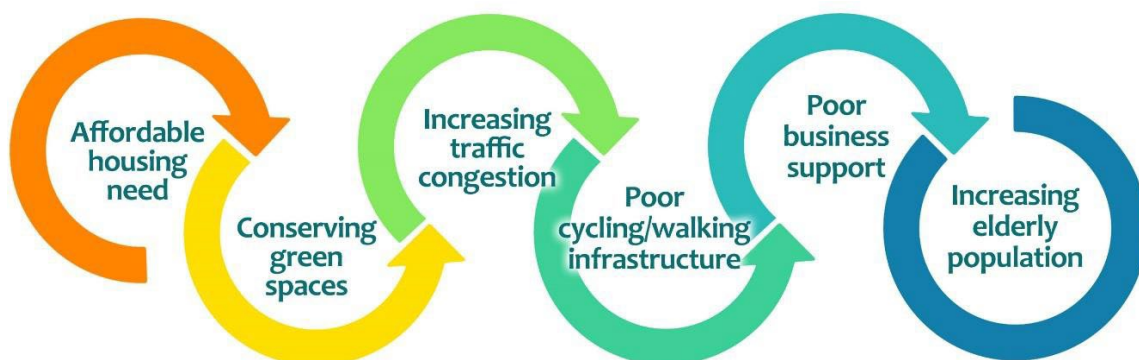 Affordable
housing
need
Conserving
green
spaces
Increasing
traffic
congestion
Poor
cycling/walking
infrastructure
Poor
business
support
Increasing
elderly
population